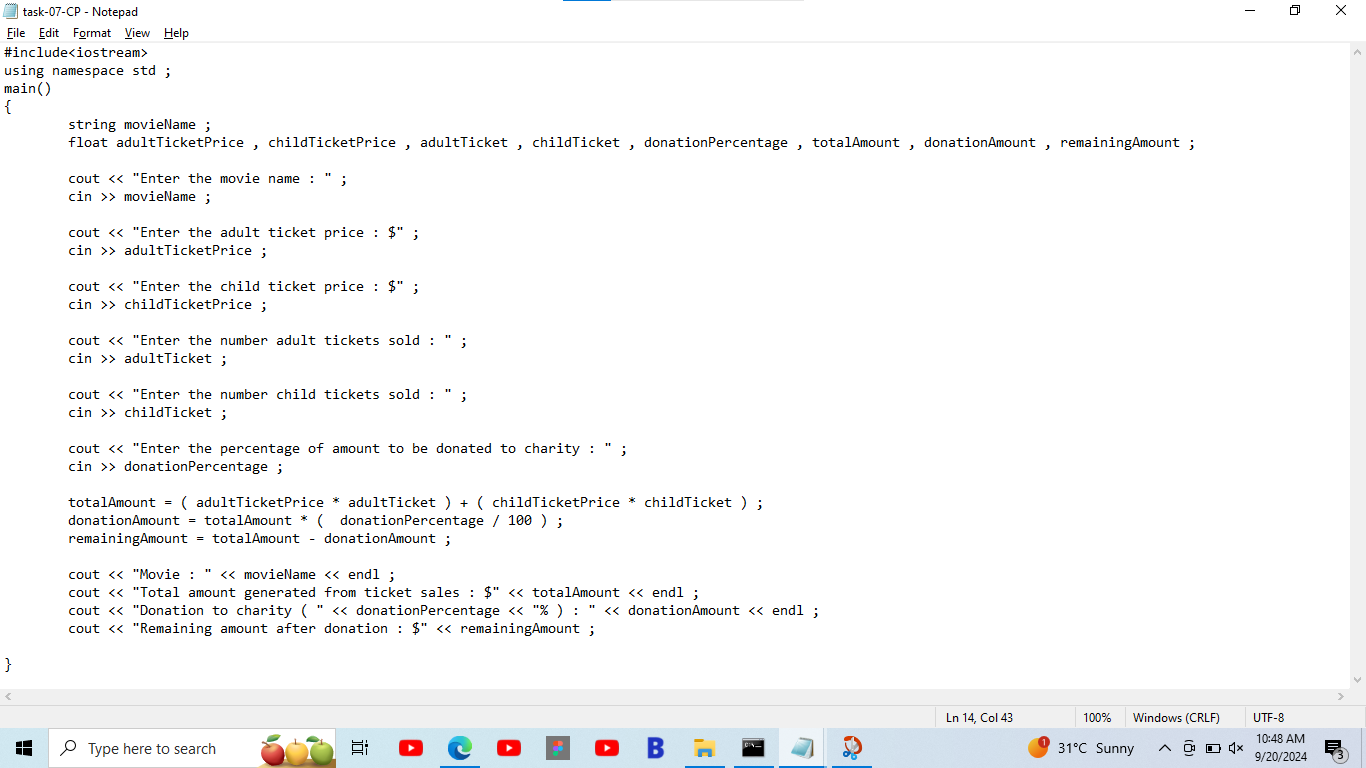 task-07-CP - Notepad
File Edit Format View Help
#include<iostream>
using namespace std ;
main()
{
string movieName ;
float adultTicketPrice , childTicketPrice , adultTicket , childTicket , donationPercentage , totalAmount , donationAmount , remainingAmount ;
cout << "Enter the movie name : " ;
cin >> movieName ;
cout << "Enter the adult ticket price : $" ;
cin >> adultTicketPrice ;
cout << "Enter the child ticket price : $" ;
cin >> childTicketPrice ;
cout << "Enter the number adult tickets sold : " ;
cin >> adultTicket ;
cout << "Enter the number child tickets sold : " ;
cin >> childTicket ;
cout << "Enter the percentage of amount to be donated to charity : " ;
cin >> donationPercentage ;
totalAmount = ( adultTicketPrice * adultTicket ) + ( childTicketPrice * childTicket ) ;
donationAmount = totalAmount * (  donationPercentage / 100 ) ;
remainingAmount = totalAmount - donationAmount ;
cout << "Movie : " << movieName << endl ;
cout << "Total amount generated from ticket sales : $" << totalAmount << endl ;
cout << "Donation to charity ( " << donationPercentage << "% ) : " << donationAmount << endl ;
cout << "Remaining amount after donation : $" << remainingAmount ;
}
Ln 14, Col 43 100% Windows (CRLF) UTF-8
Type here to search B 1 31°C Sunny 10:48 AM
9/20/2024 3